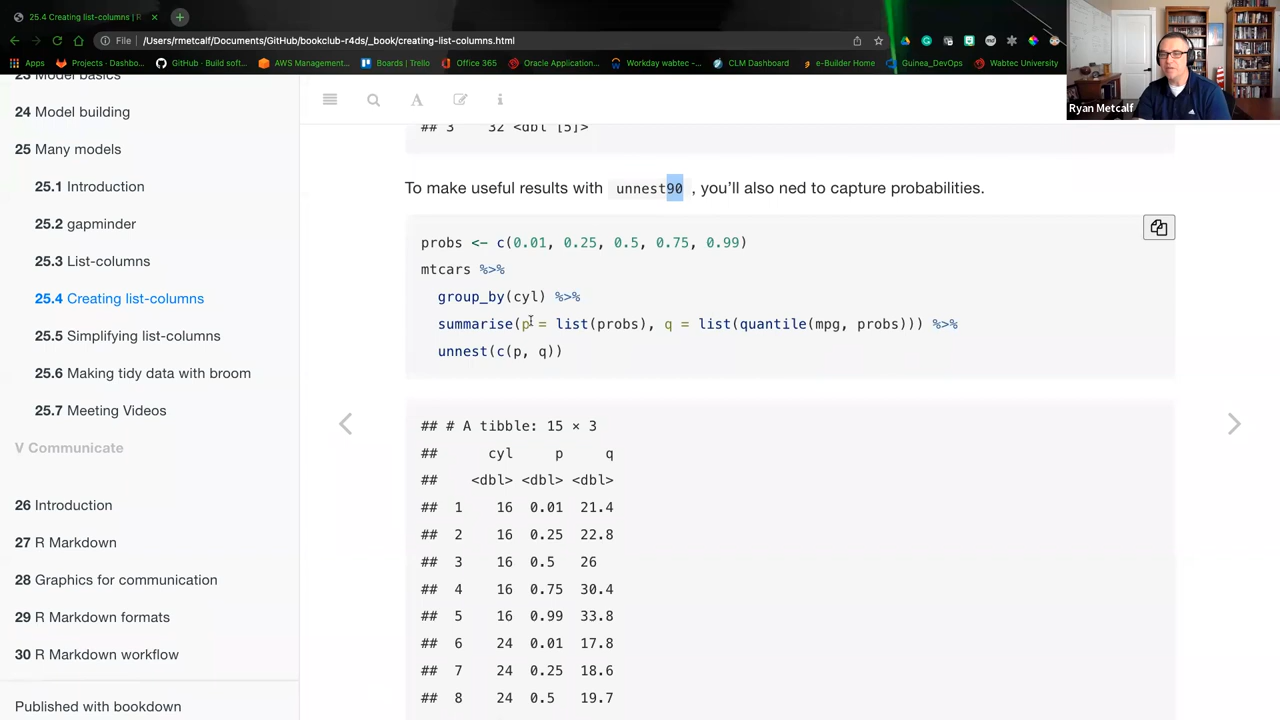 25.4 Creating list-columns | R
File /Users/rmetcalf/Documents/GitHub/bookclub-r4ds/_book/creating-list-columns.html
Apps Projects · Dashbo... GitHub · Build soft... AWS Management... Boards | Trello Office 365 Oracle Application... Workday wabtec –... CLM Dashboard e-Builder Home Guinea_DevOps Wabtec University
Ryan Metcalf
23 Model basics
24 Model building
25 Many models
25.1 Introduction
25.2 gapminder
25.3 List-columns
25.4 Creating list-columns
25.5 Simplifying list-columns
25.6 Making tidy data with broom
25.7 Meeting Videos
V Communicate
26 Introduction
27 R Markdown
28 Graphics for communication
29 R Markdown formats
30 R Markdown workflow
Published with bookdown
## 3    32 <dbl [5]>
To make useful results with unnest90 , you'll also ned to capture probabilities.
probs <- c(0.01, 0.25, 0.5, 0.75, 0.99)
mtcars %>%
  group_by(cyl) %>%
  summarise(p = list(probs), q = list(quantile(mpg, probs))) %>%
  unnest(c(p, q))
## # A tibble: 15 × 3
##      cyl     p     q
##    <dbl> <dbl> <dbl>
##  1    16  0.01  21.4
##  2    16  0.25  22.8
##  3    16  0.5   26
##  4    16  0.75  30.4
##  5    16  0.99  33.8
##  6    24  0.01  17.8
##  7    24  0.25  18.6
##  8    24  0.5   19.7